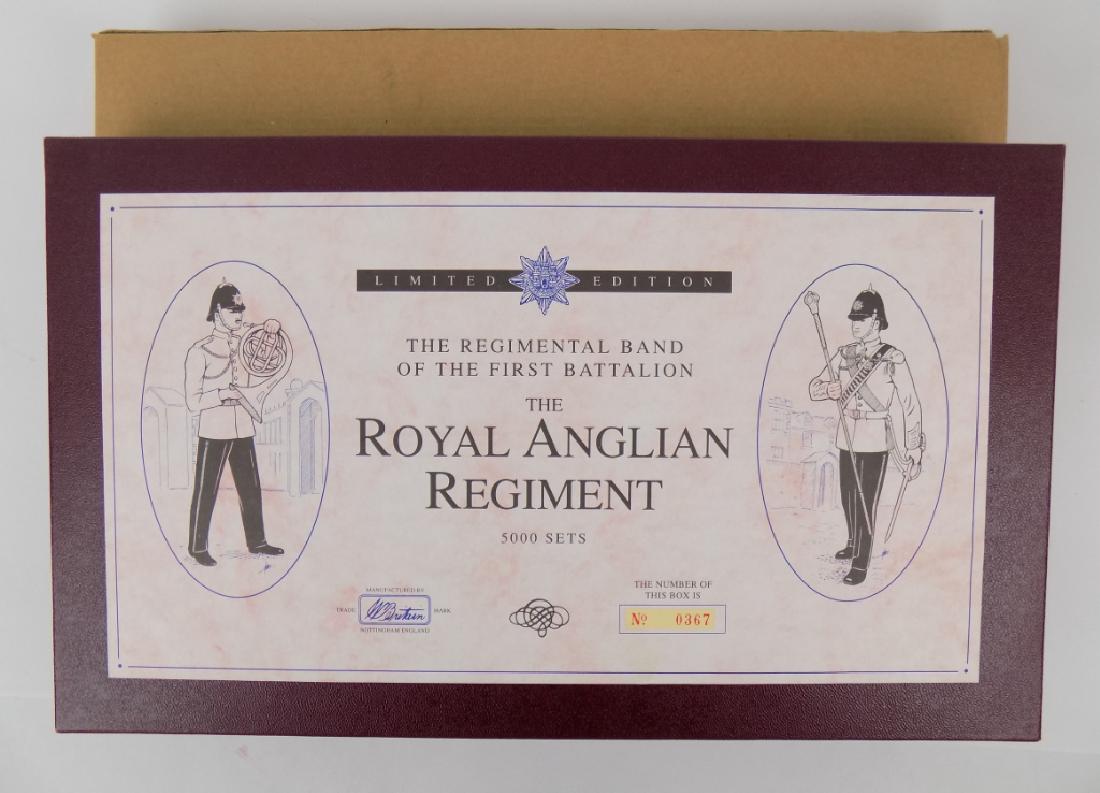 LIMITED EDITION
THE REGIMENTAL BAND
OF THE FIRST BATTALION
THE
ROYAL ANGLIAN
REGIMENT
5000 SETS
MANUFACTURED BY
TRADE WBritain MARK
NOTTINGHAM ENGLAND
THE NUMBER OF
THIS BOX IS
Nº 0367